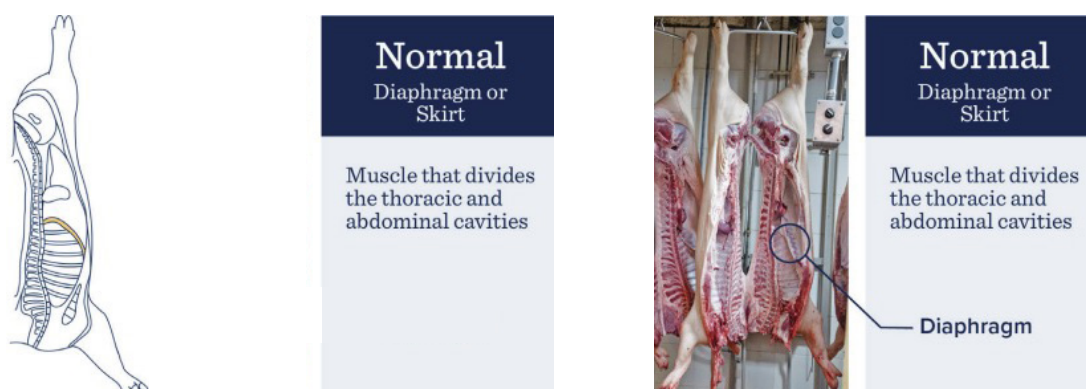 Normal
Diaphragm or
Skirt
Muscle that divides
the thoracic and
abdominal cavities
Normal
Diaphragm or
Skirt
Muscle that divides
the thoracic and
abdominal cavities
Diaphragm